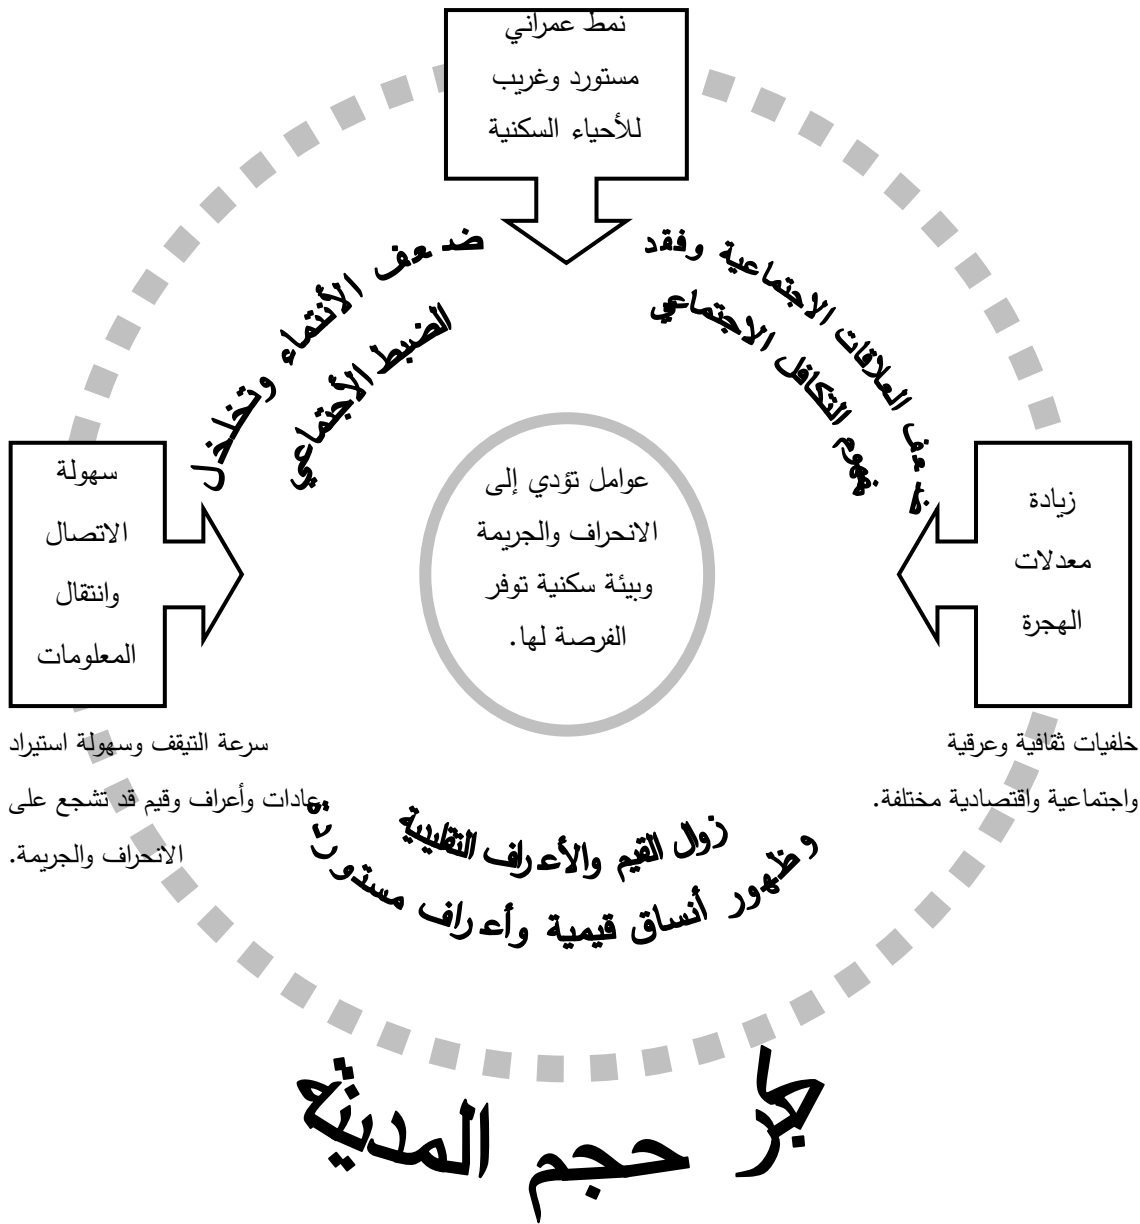 نمط عمراني
مستورد وغريب
للأحياء السكنية
ضعف العلاقات الاجتماعية وفقد
مفهوم التكافل الاجتماعي
ضعف الأنتماء وتخلخل
الضبط الأجتماعي
زيادة
معدلات
الهجرة
عوامل تؤدي إلى
الانحراف والجريمة
وبيئة سكنية توفر
الفرصة لها.
سهولة
الاتصال
وانتقال
المعلومات
خلفيات ثقافية وعرقية
واجتماعية واقتصادية مختلفة.
سرعة التيقف وسهولة استيراد
عادات وأعراف وقيم قد تشجع على
الانحراف والجريمة.
زوال القيم والأعراف التقليدية
وظهور أنساق قيمية وأعراف مستوردة
كبر حجم المدينة